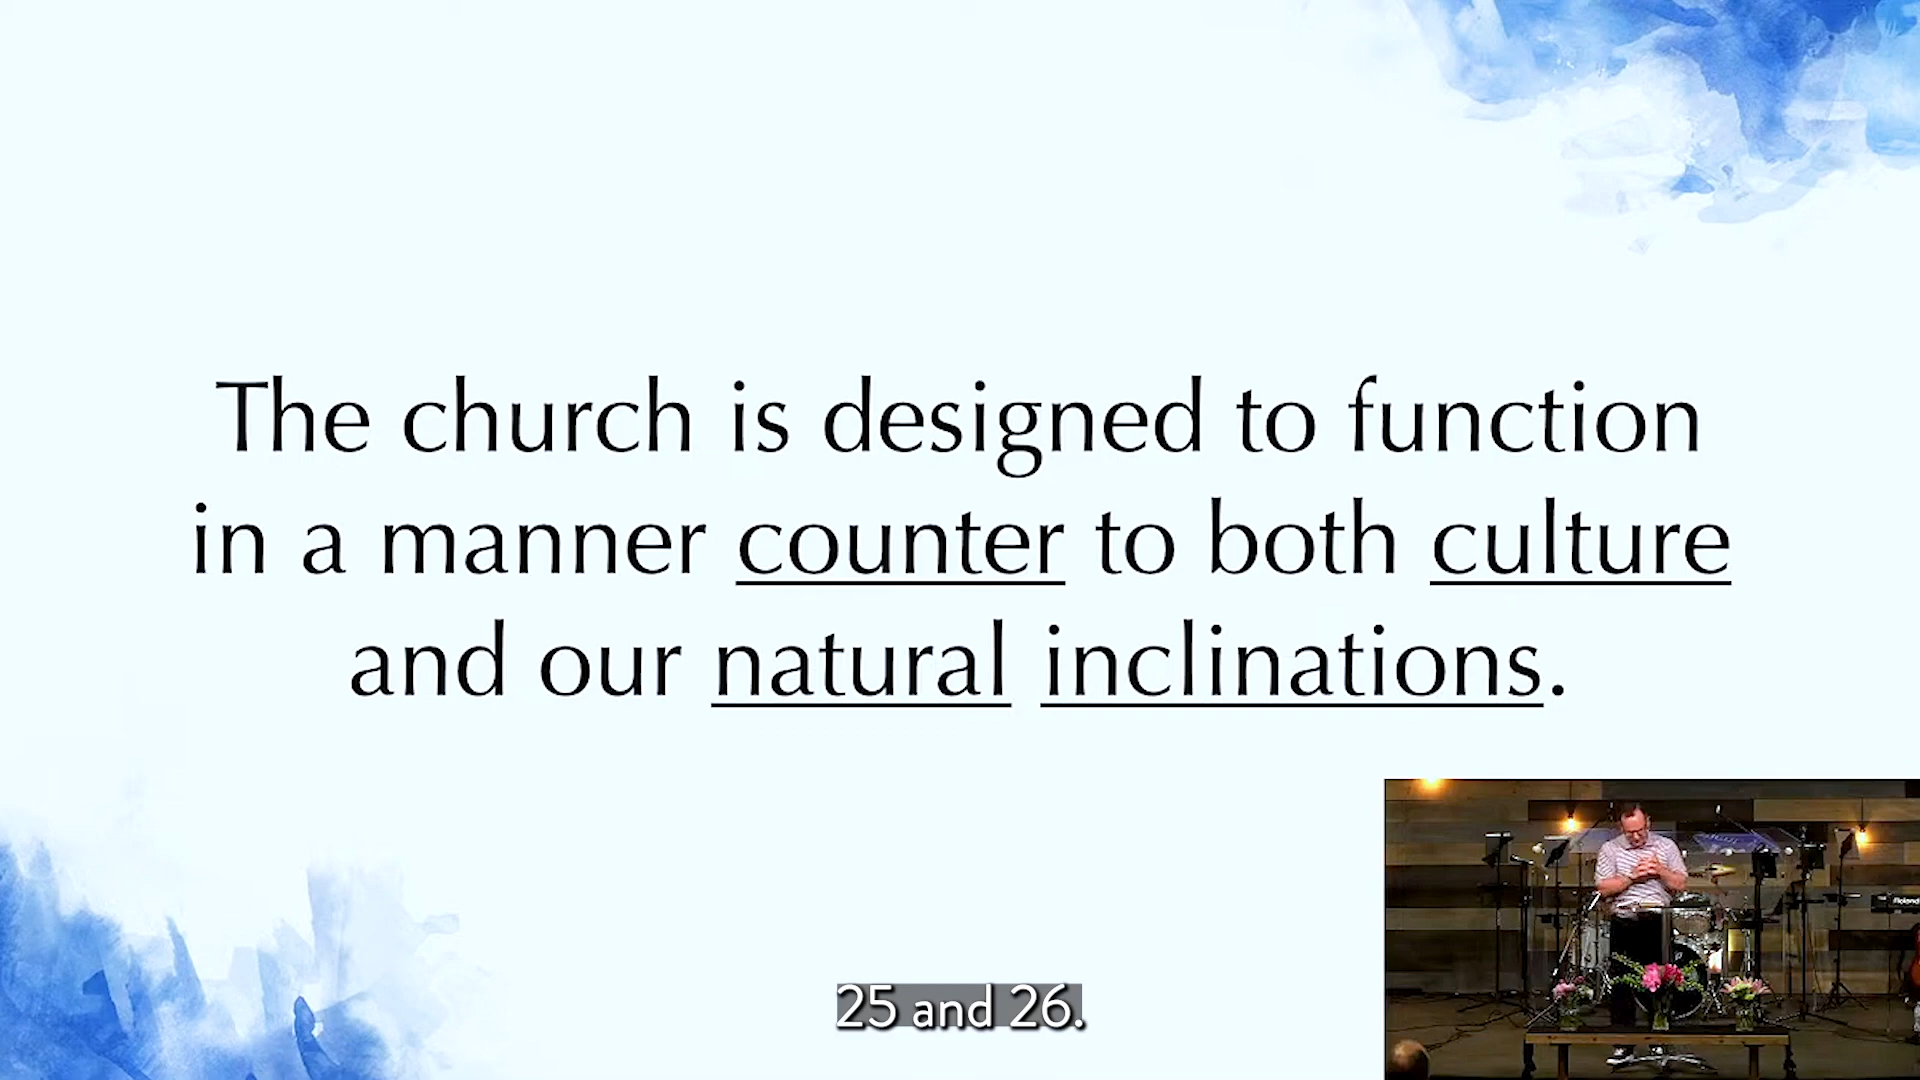 The church is designed to function
in a manner counter to both culture
and our natural inclinations.
25 and 26.
Roland